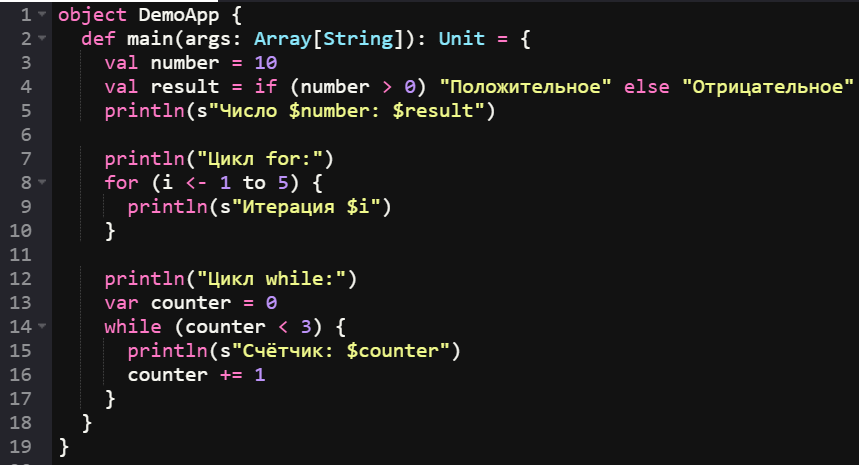 1 object DemoApp {
2 def main(args: Array[String]): Unit = {
3 val number = 10
4 val result = if (number > 0) "Положительное" else "Отрицательное"
5 println(s"Число $number: $result")
6
7 println("Цикл for:")
8 for (i <- 1 to 5) {
9 println(s"Итерация $i")
10 }
11
12 println("Цикл while:")
13 var counter = 0
14 while (counter < 3) {
15 println(s"Счётчик: $counter")
16 counter += 1
17 }
18 }
19 }